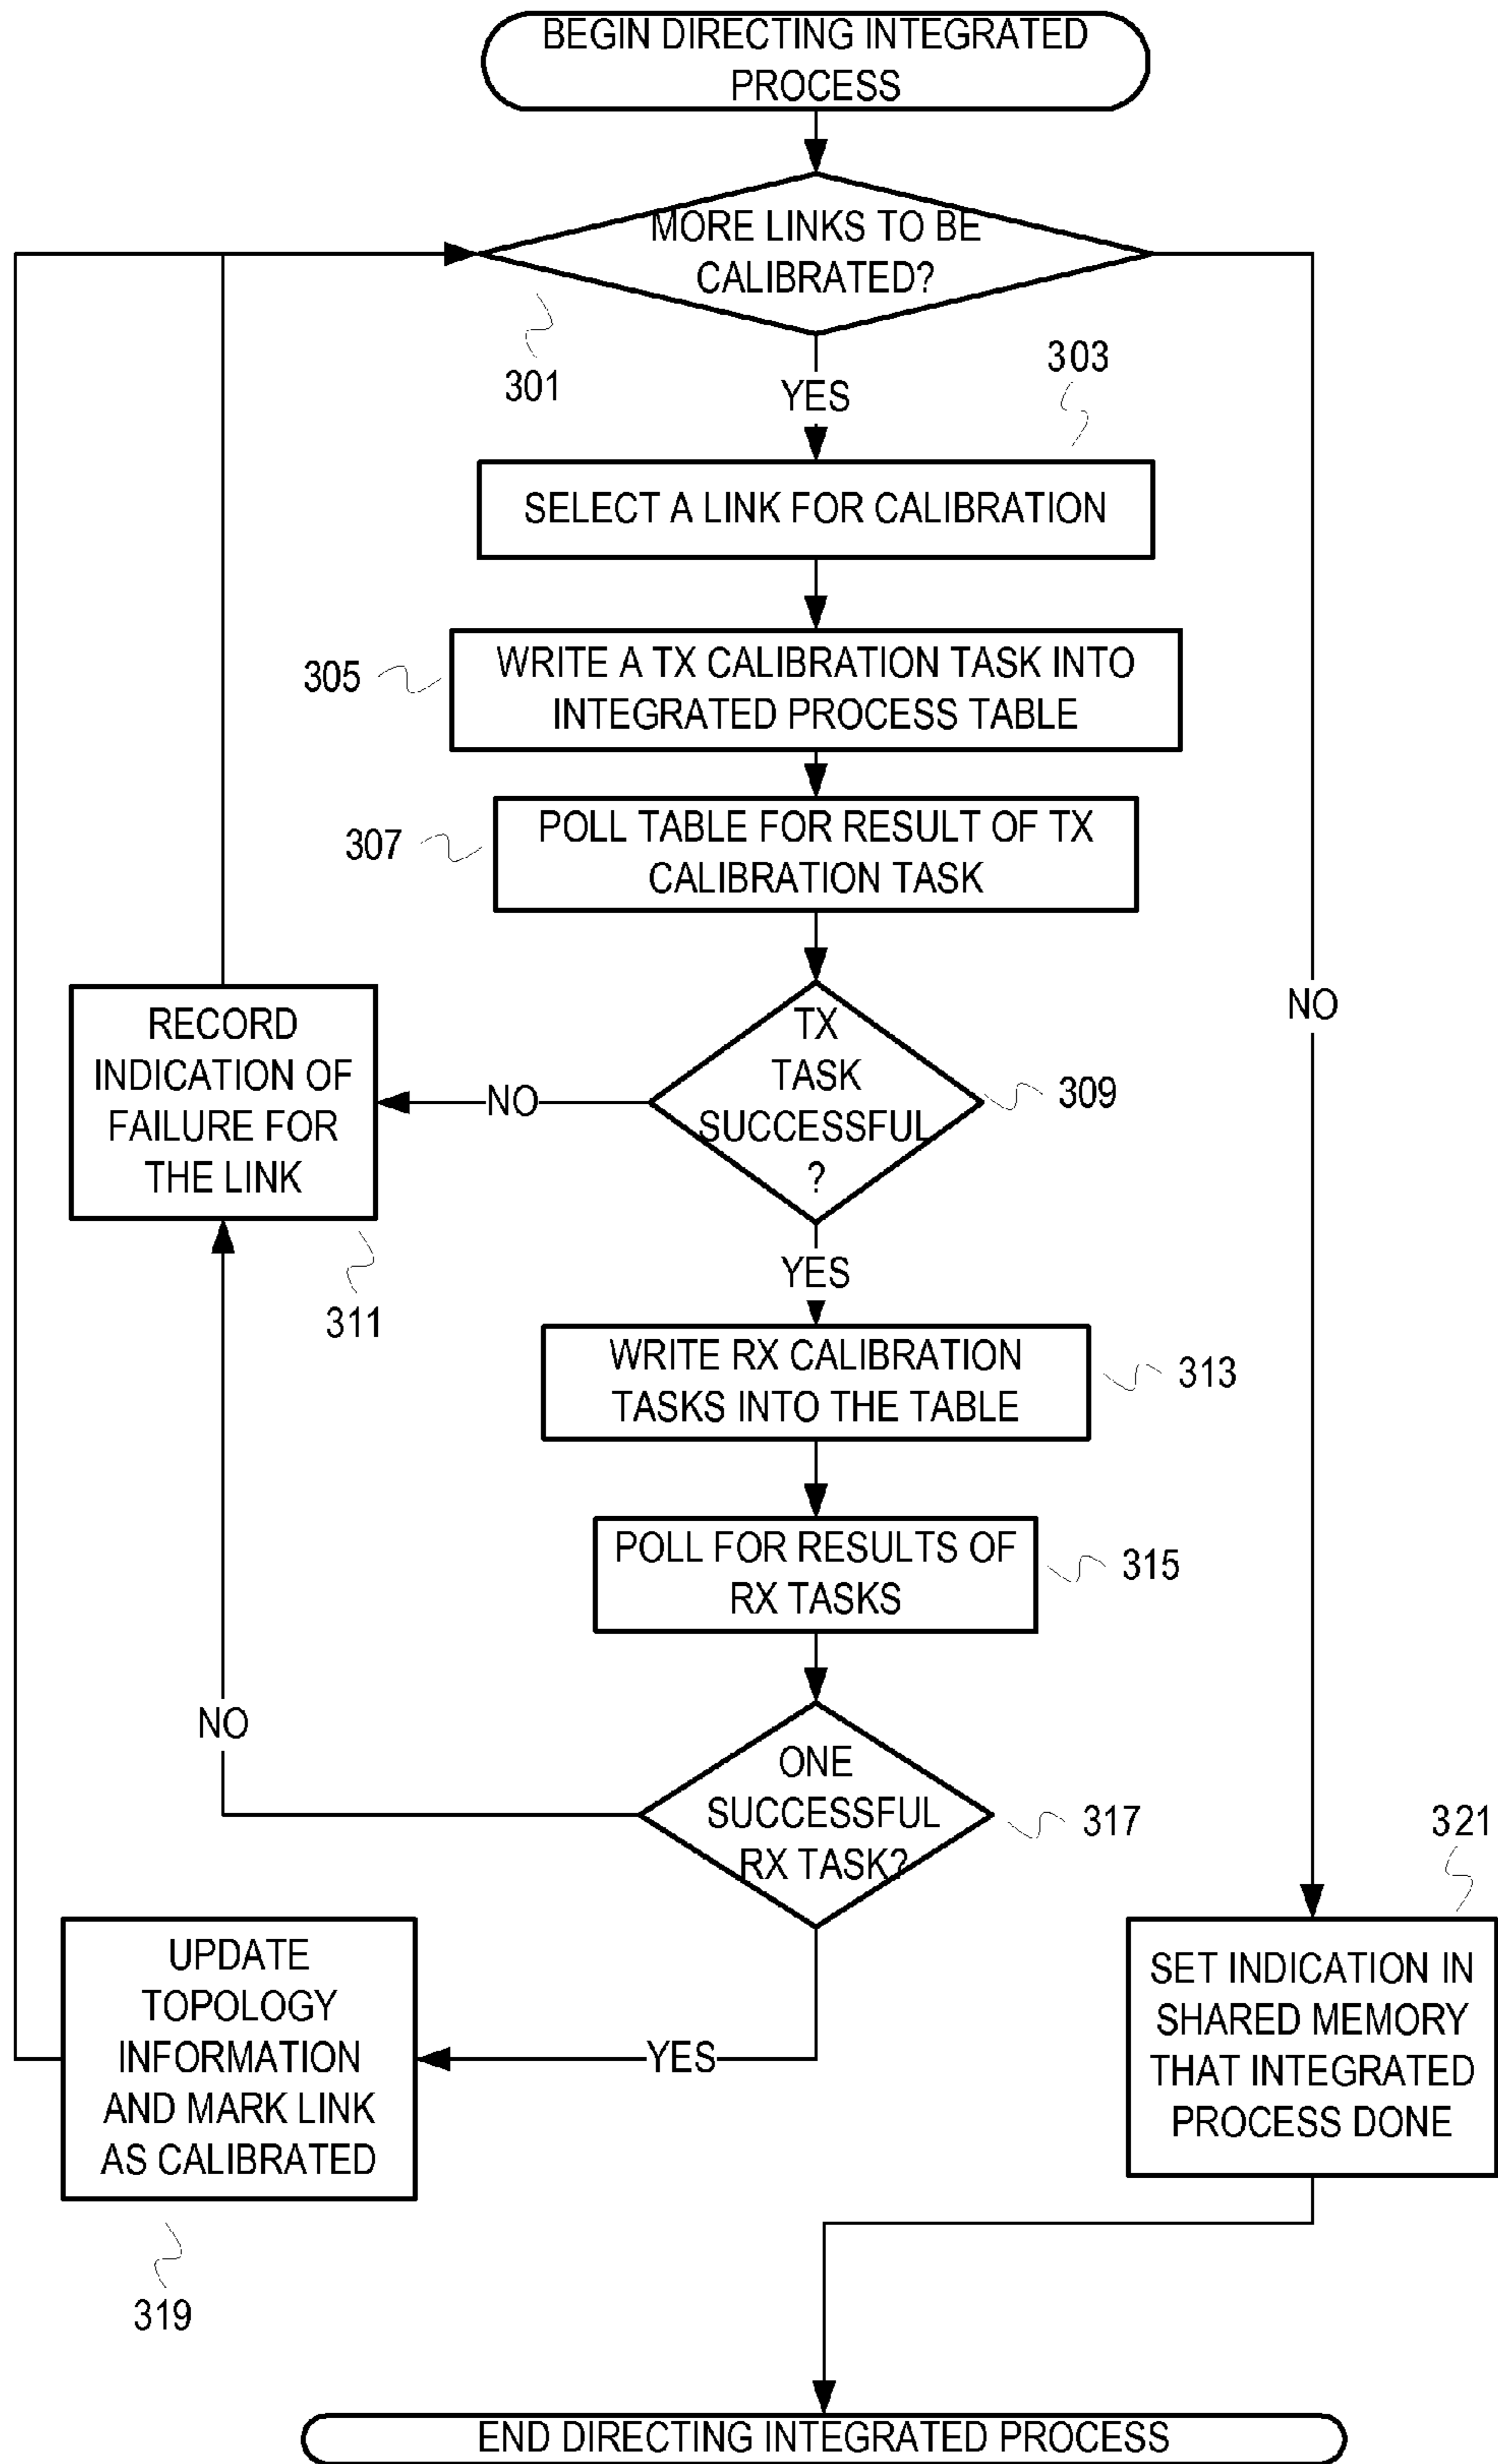 BEGIN DIRECTING INTEGRATED
PROCESS
MORE LINKS TO BE
CALIBRATED?
301
YES
303
SELECT A LINK FOR CALIBRATION
305
WRITE A TX CALIBRATION TASK INTO
INTEGRATED PROCESS TABLE
307
POLL TABLE FOR RESULT OF TX
CALIBRATION TASK
TX
TASK
SUCCESSFUL
?
309
NO
RECORD
INDICATION OF
FAILURE FOR
THE LINK
311
NO
YES
WRITE RX CALIBRATION
TASKS INTO THE TABLE
313
POLL FOR RESULTS OF
RX TASKS
315
ONE
SUCCESSFUL
RX TASK?
317
NO
YES
UPDATE
TOPOLOGY
INFORMATION
AND MARK LINK
AS CALIBRATED
319
321
SET INDICATION IN
SHARED MEMORY
THAT INTEGRATED
PROCESS DONE
END DIRECTING INTEGRATED PROCESS